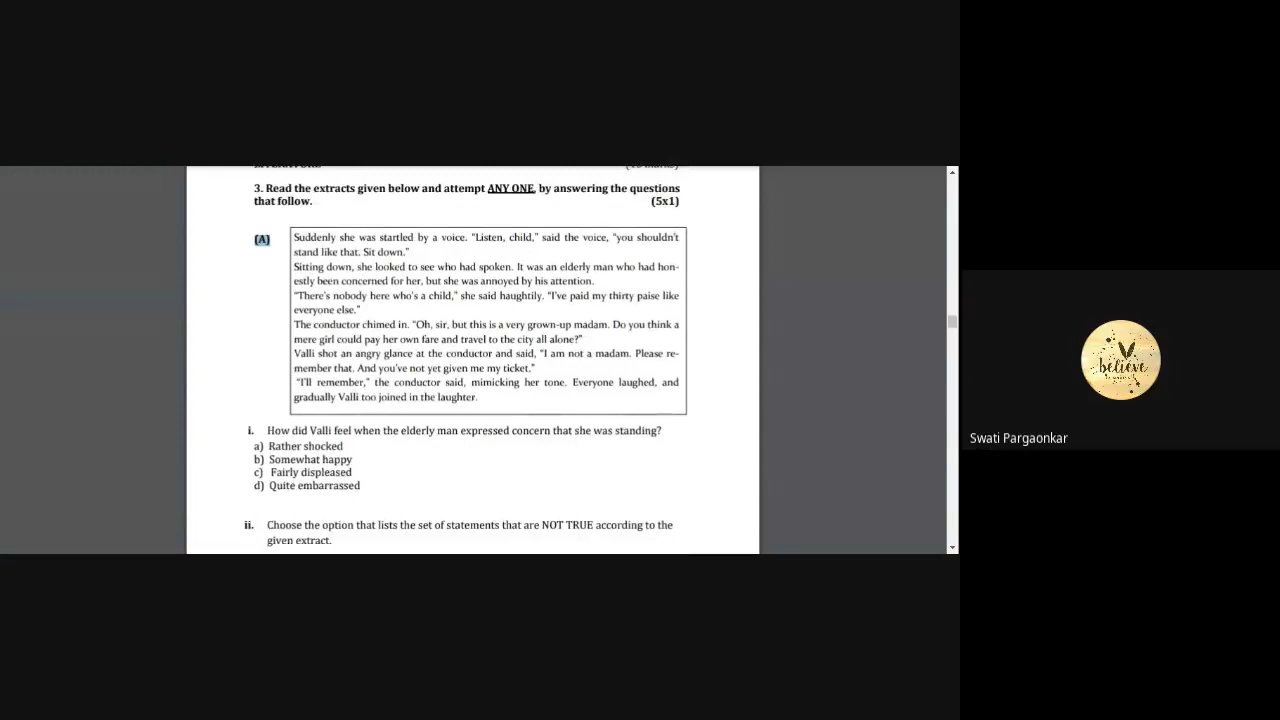 3. Read the extracts given below and attempt ANY ONE, by answering the questions
that follow. (5x1)
(A)
Suddenly she was startled by a voice. "Listen, child," said the voice, "you shouldn't
stand like that. Sit down."
Sitting down, she looked to see who had spoken. It was an elderly man who had hon-
estly been concerned for her, but she was annoyed by his attention.
"There's nobody here who's a child," she said haughtily. "I've paid my thirty paise like
everyone else."
The conductor chimed in. "Oh, sir, but this is a very grown-up madam. Do you think a
mere girl could pay her own fare and travel to the city all alone?"
Valli shot an angry glance at the conductor and said, "I am not a madam. Please re-
member that. And you've not yet given me my ticket."
"I'll remember," the conductor said, mimicking her tone. Everyone laughed, and
gradually Valli too joined in the laughter.
i. How did Valli feel when the elderly man expressed concern that she was standing?
a) Rather shocked
b) Somewhat happy
c) Fairly displeased
d) Quite embarrassed
ii. Choose the option that lists the set of statements that are NOT TRUE according to the
given extract.
believe
Swati Pargaonkar